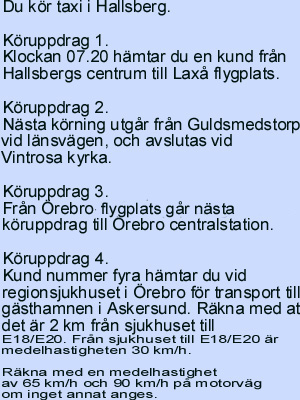 Du kör taxi i Hallsberg.
Köruppdrag 1.
Klockan 07.20 hämtar du en kund från
Hallsbergs centrum till Laxå flygplats.
Köruppdrag 2.
Nästa körning utgår från Guldsmedstorp
vid länsvägen, och avslutas vid
Vintrosa kyrka.
Köruppdrag 3.
Från Örebro flygplats går nästa
köruppdrag till Örebro centralstation.
Köruppdrag 4.
Kund nummer fyra hämtar du vid
regionsjukhuset i Örebro för transport till
gästhamnen i Askersund. Räkna med at
det är 2 km från sjukhuset till
E18/E20. Från sjukhuset till E18/E20 är
medelhastigheten 30 km/h.
Räkna med en medelhastighet
av 65 km/h och 90 km/h på motorväg
om inget annat anges.